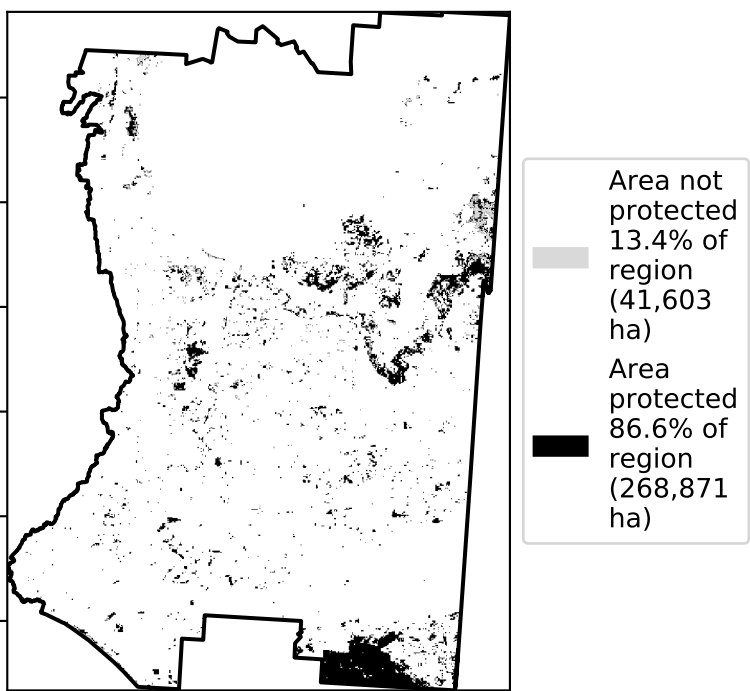 Area not
protected
13.4% of
region
(41,603
ha)
Area
protected
86.6% of
region
(268,871
ha)